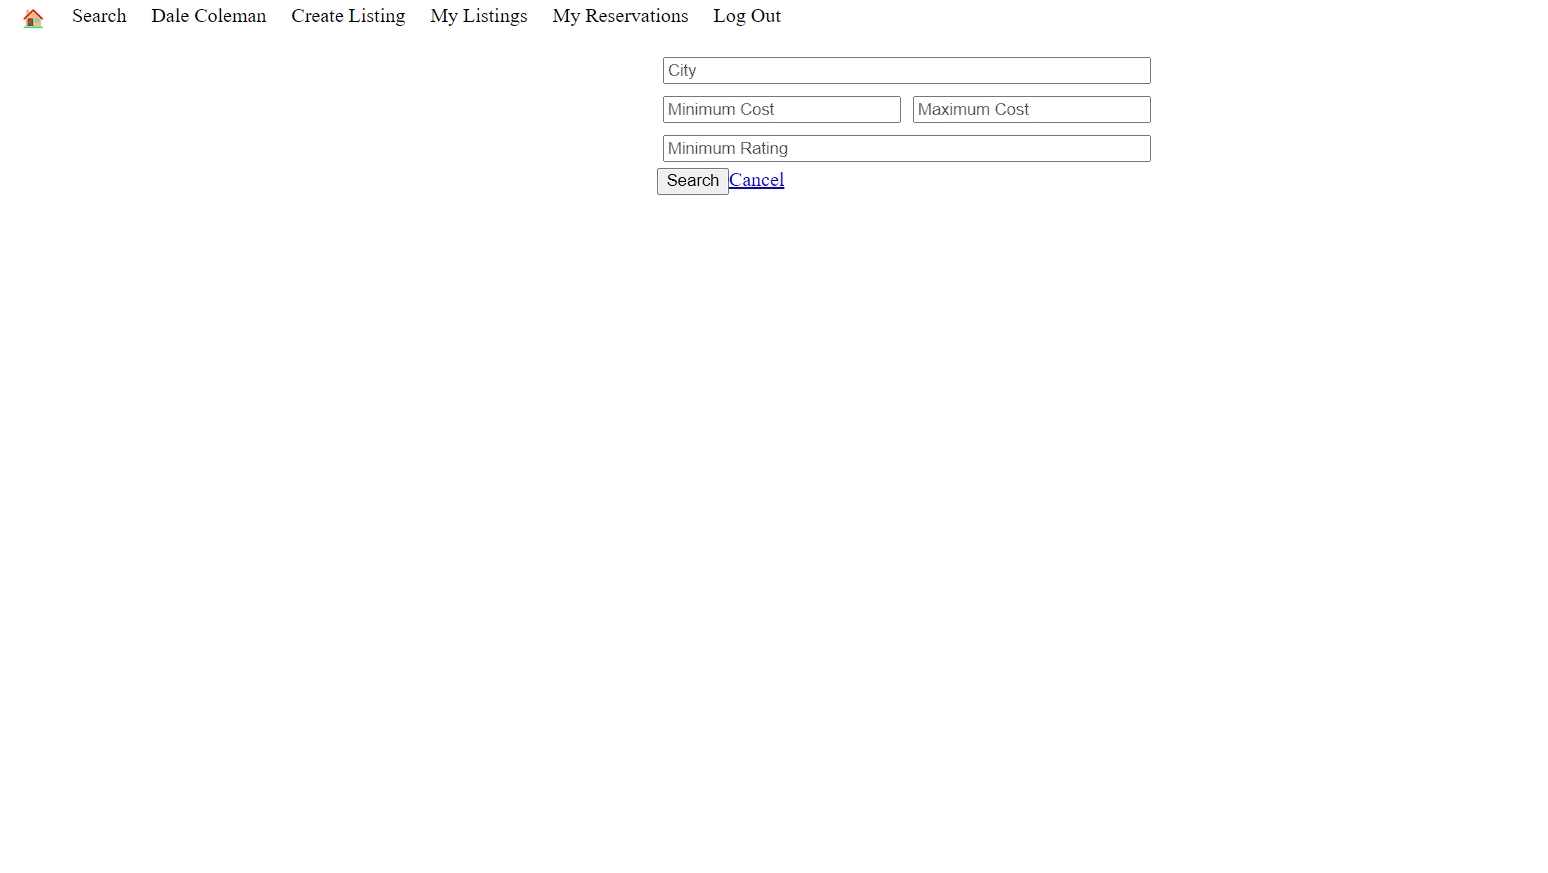 Search Dale Coleman Create Listing My Listings My Reservations Log Out
City
Minimum Cost Maximum Cost
Minimum Rating
Search Cancel